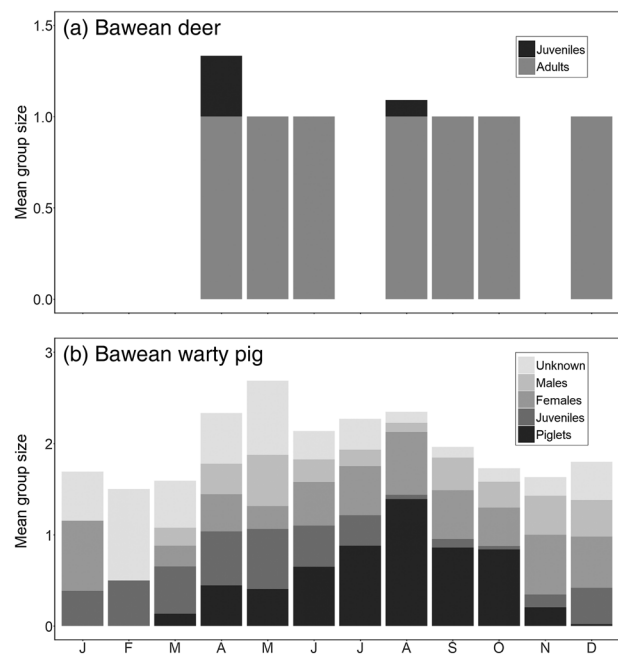 (a) Bawean deer
Juveniles
Adults
Mean group size
1.5
1.0
0.5
0.0
(b) Bawean warty pig
Unknown
Males
Females
Juveniles
Piglets
Mean group size
3
2
1
0
J F M A M J J A S O N D